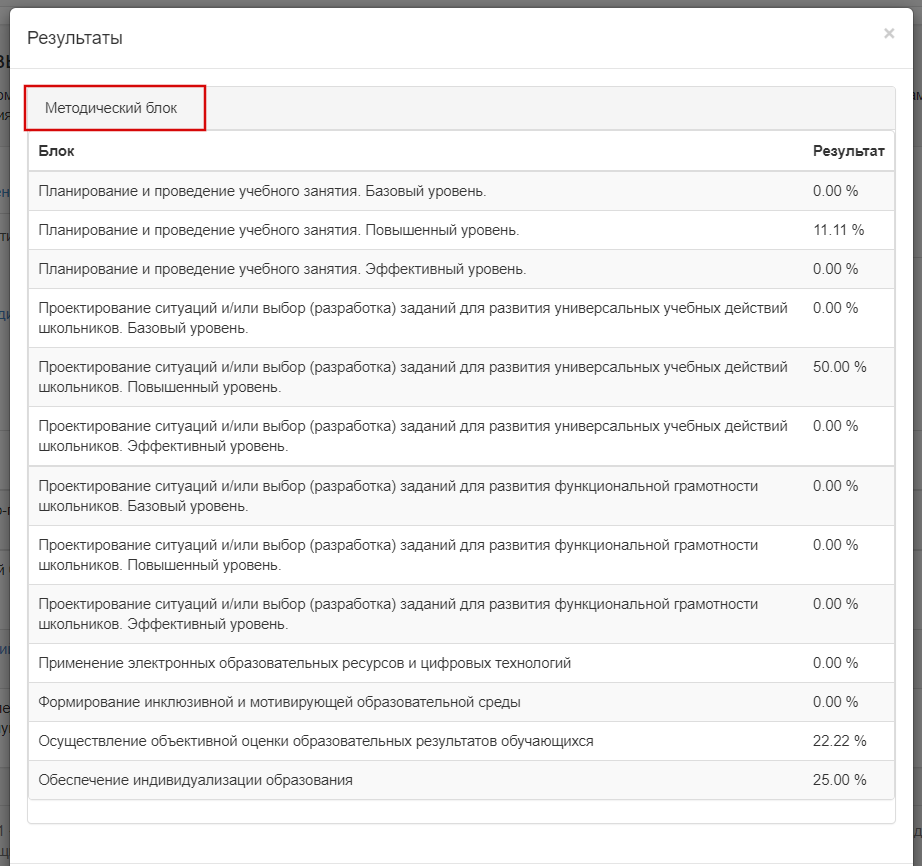 Результаты
×
Методический блок
Блок Результат
Планирование и проведение учебного занятия. Базовый уровень. 0.00 %
Планирование и проведение учебного занятия. Повышенный уровень. 11.11 %
Планирование и проведение учебного занятия. Эффективный уровень. 0.00 %
Проектирование ситуаций и/или выбор (разработка) заданий для развития универсальных учебных действий 0.00 %
школьников. Базовый уровень.
Проектирование ситуаций и/или выбор (разработка) заданий для развития универсальных учебных действий 50.00 %
школьников. Повышенный уровень.
Проектирование ситуаций и/или выбор (разработка) заданий для развития универсальных учебных действий 0.00 %
школьников. Эффективный уровень.
Проектирование ситуаций и/или выбор (разработка) заданий для развития функциональной грамотности 0.00 %
школьников. Базовый уровень.
Проектирование ситуаций и/или выбор (разработка) заданий для развития функциональной грамотности 0.00 %
школьников. Повышенный уровень.
Проектирование ситуаций и/или выбор (разработка) заданий для развития функциональной грамотности 0.00 %
школьников. Эффективный уровень.
Применение электронных образовательных ресурсов и цифровых технологий 0.00 %
Формирование инклюзивной и мотивирующей образовательной среды 0.00 %
Осуществление объективной оценки образовательных результатов обучающихся 22.22 %
Обеспечение индивидуализации образования 25.00 %